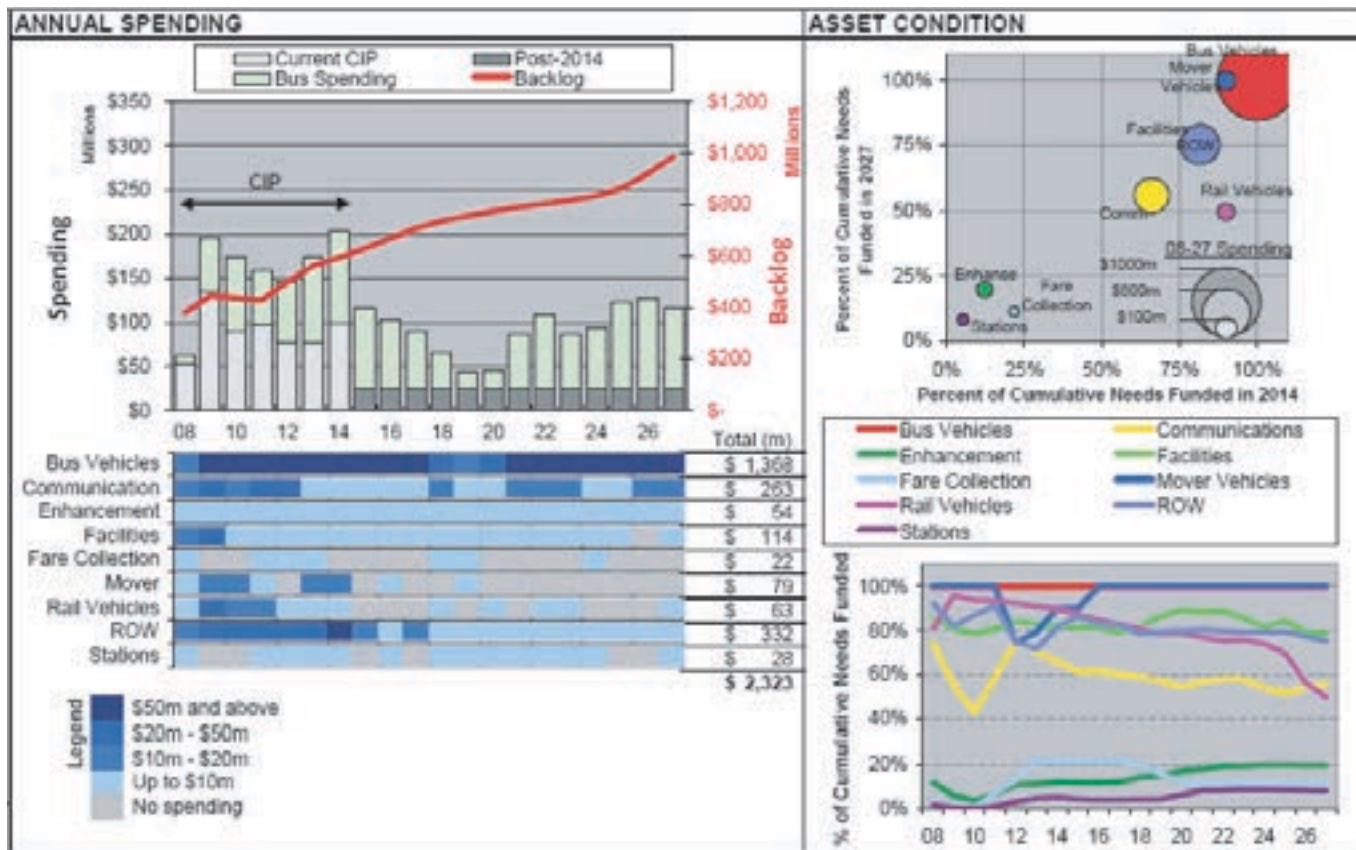 ANNUAL SPENDING
Current CIP
Post-2014
Bus Spending
Backlog
$350
$300
$250
$200
$150
$100
$50
$0
Millions
Spending
CIP
$1,200
$1,000
$800
$600
$400
$200
$-
Millions
Backlog
08 10 12 14 16 18 20 22 24 26
Total (m)
Bus Vehicles $ 1,368
Communication $ 263
Enhancement $ 54
Facilities $ 114
Fare Collection $ 22
Mover $ 79
Rail Vehicles $ 63
ROW $ 332
Stations $ 28
$ 2,323
Legend
$50m and above
$20m - $50m
$10m - $20m
Up to $10m
No spending
ASSET CONDITION
Percent of Cumulative Needs
Funded in 2027
100%
75%
50%
25%
0%
Bus Vehicles
Mover
Vehicles
Facilities
ROW
Comm
Rail Vehicles
08-27 Spending
$1000m
$100m
Enhance
Fare
Collection
Stations
0% 25% 50% 75% 100%
Percent of Cumulative Needs Funded in 2014
Bus Vehicles
Communications
Enhancement
Facilities
Fare Collection
Mover Vehicles
Rail Vehicles
ROW
Stations
% of Cumulative Needs Funded
100%
80%
60%
40%
20%
0%
08 10 12 14 16 18 20 22 24 26